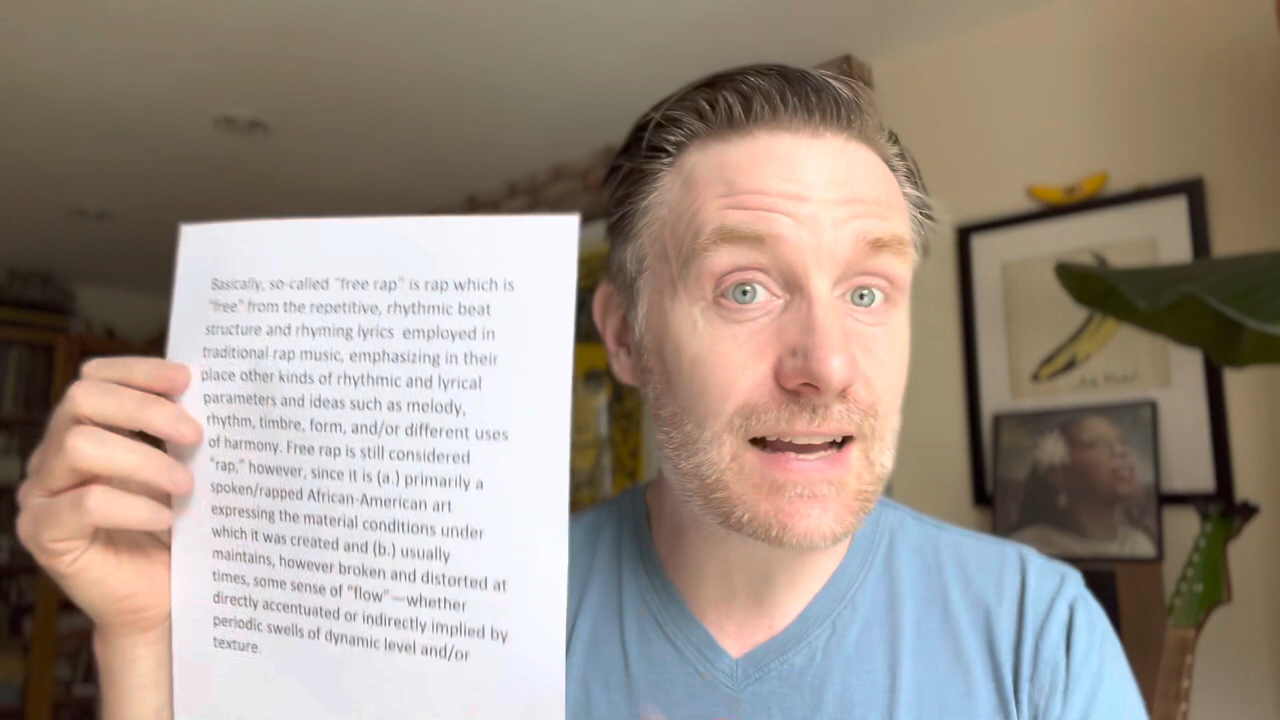 Basically, so-called "free rap" is rap which is
"free" from the repetitive, rhythmic beat
structure and rhyming lyrics employed in
traditional rap music, emphasizing in their
place other kinds of rhythmic and lyrical
parameters and ideas such as melody,
rhythm, timbre, form, and/or different uses
of harmony. Free rap is still considered
"rap," however, since it is (a.) primarily a
spoken/rapped African-American art
expressing the material conditions under
which it was created and (b.) usually
maintains, however broken and distorted at
times, some sense of "flow"—whether
directly accentuated or indirectly implied by
periodic swells of dynamic level and/or
texture.